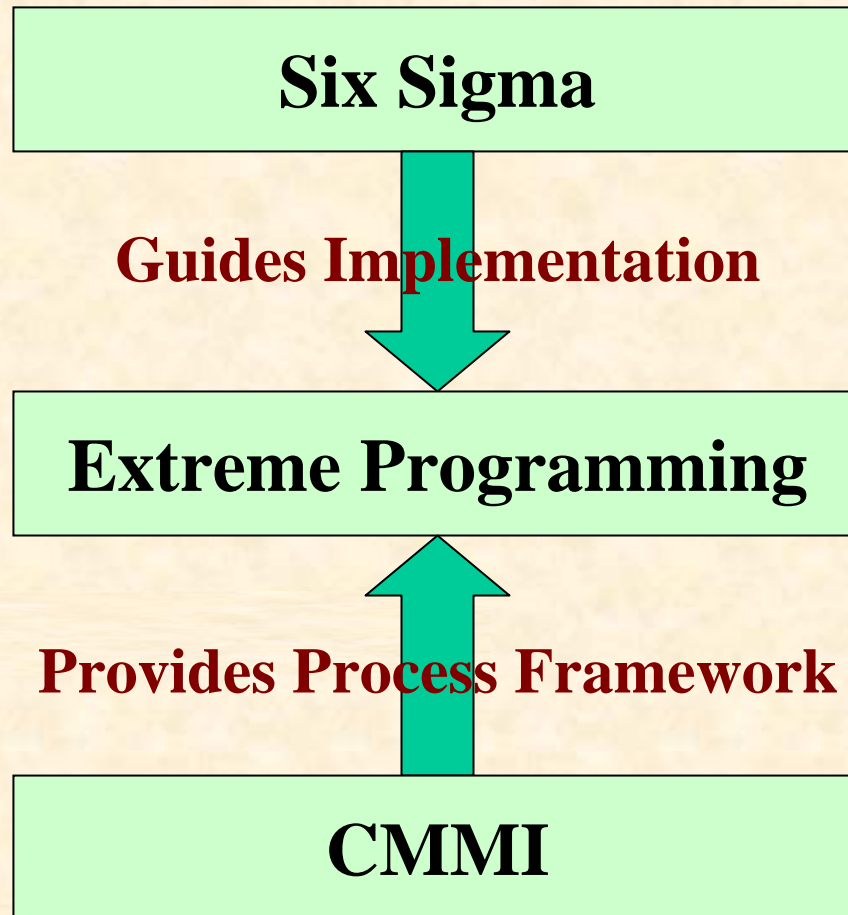 Six Sigma
Guides Implementation
Extreme Programming
Provides Process Framework
CMMI